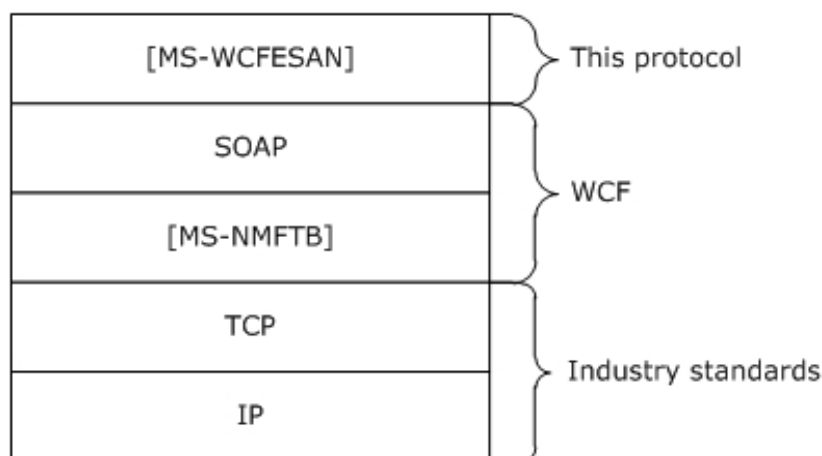 [MS-WCFESAN]
This protocol
SOAP
WCF
[MS-NMFTB]
TCP
Industry standards
IP